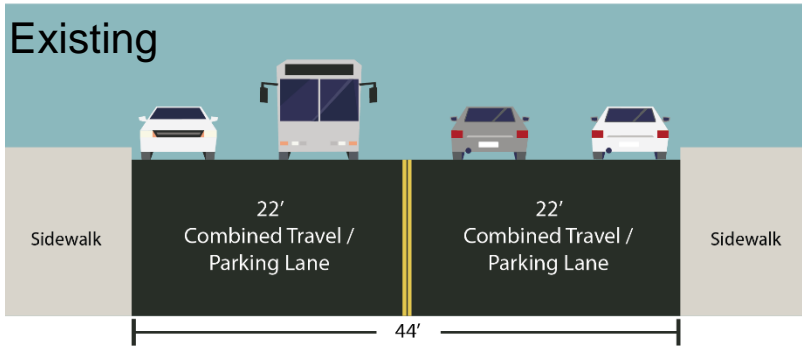 Existing
Sidewalk
22’
Combined Travel /
Parking Lane
22’
Combined Travel /
Parking Lane
Sidewalk
44’